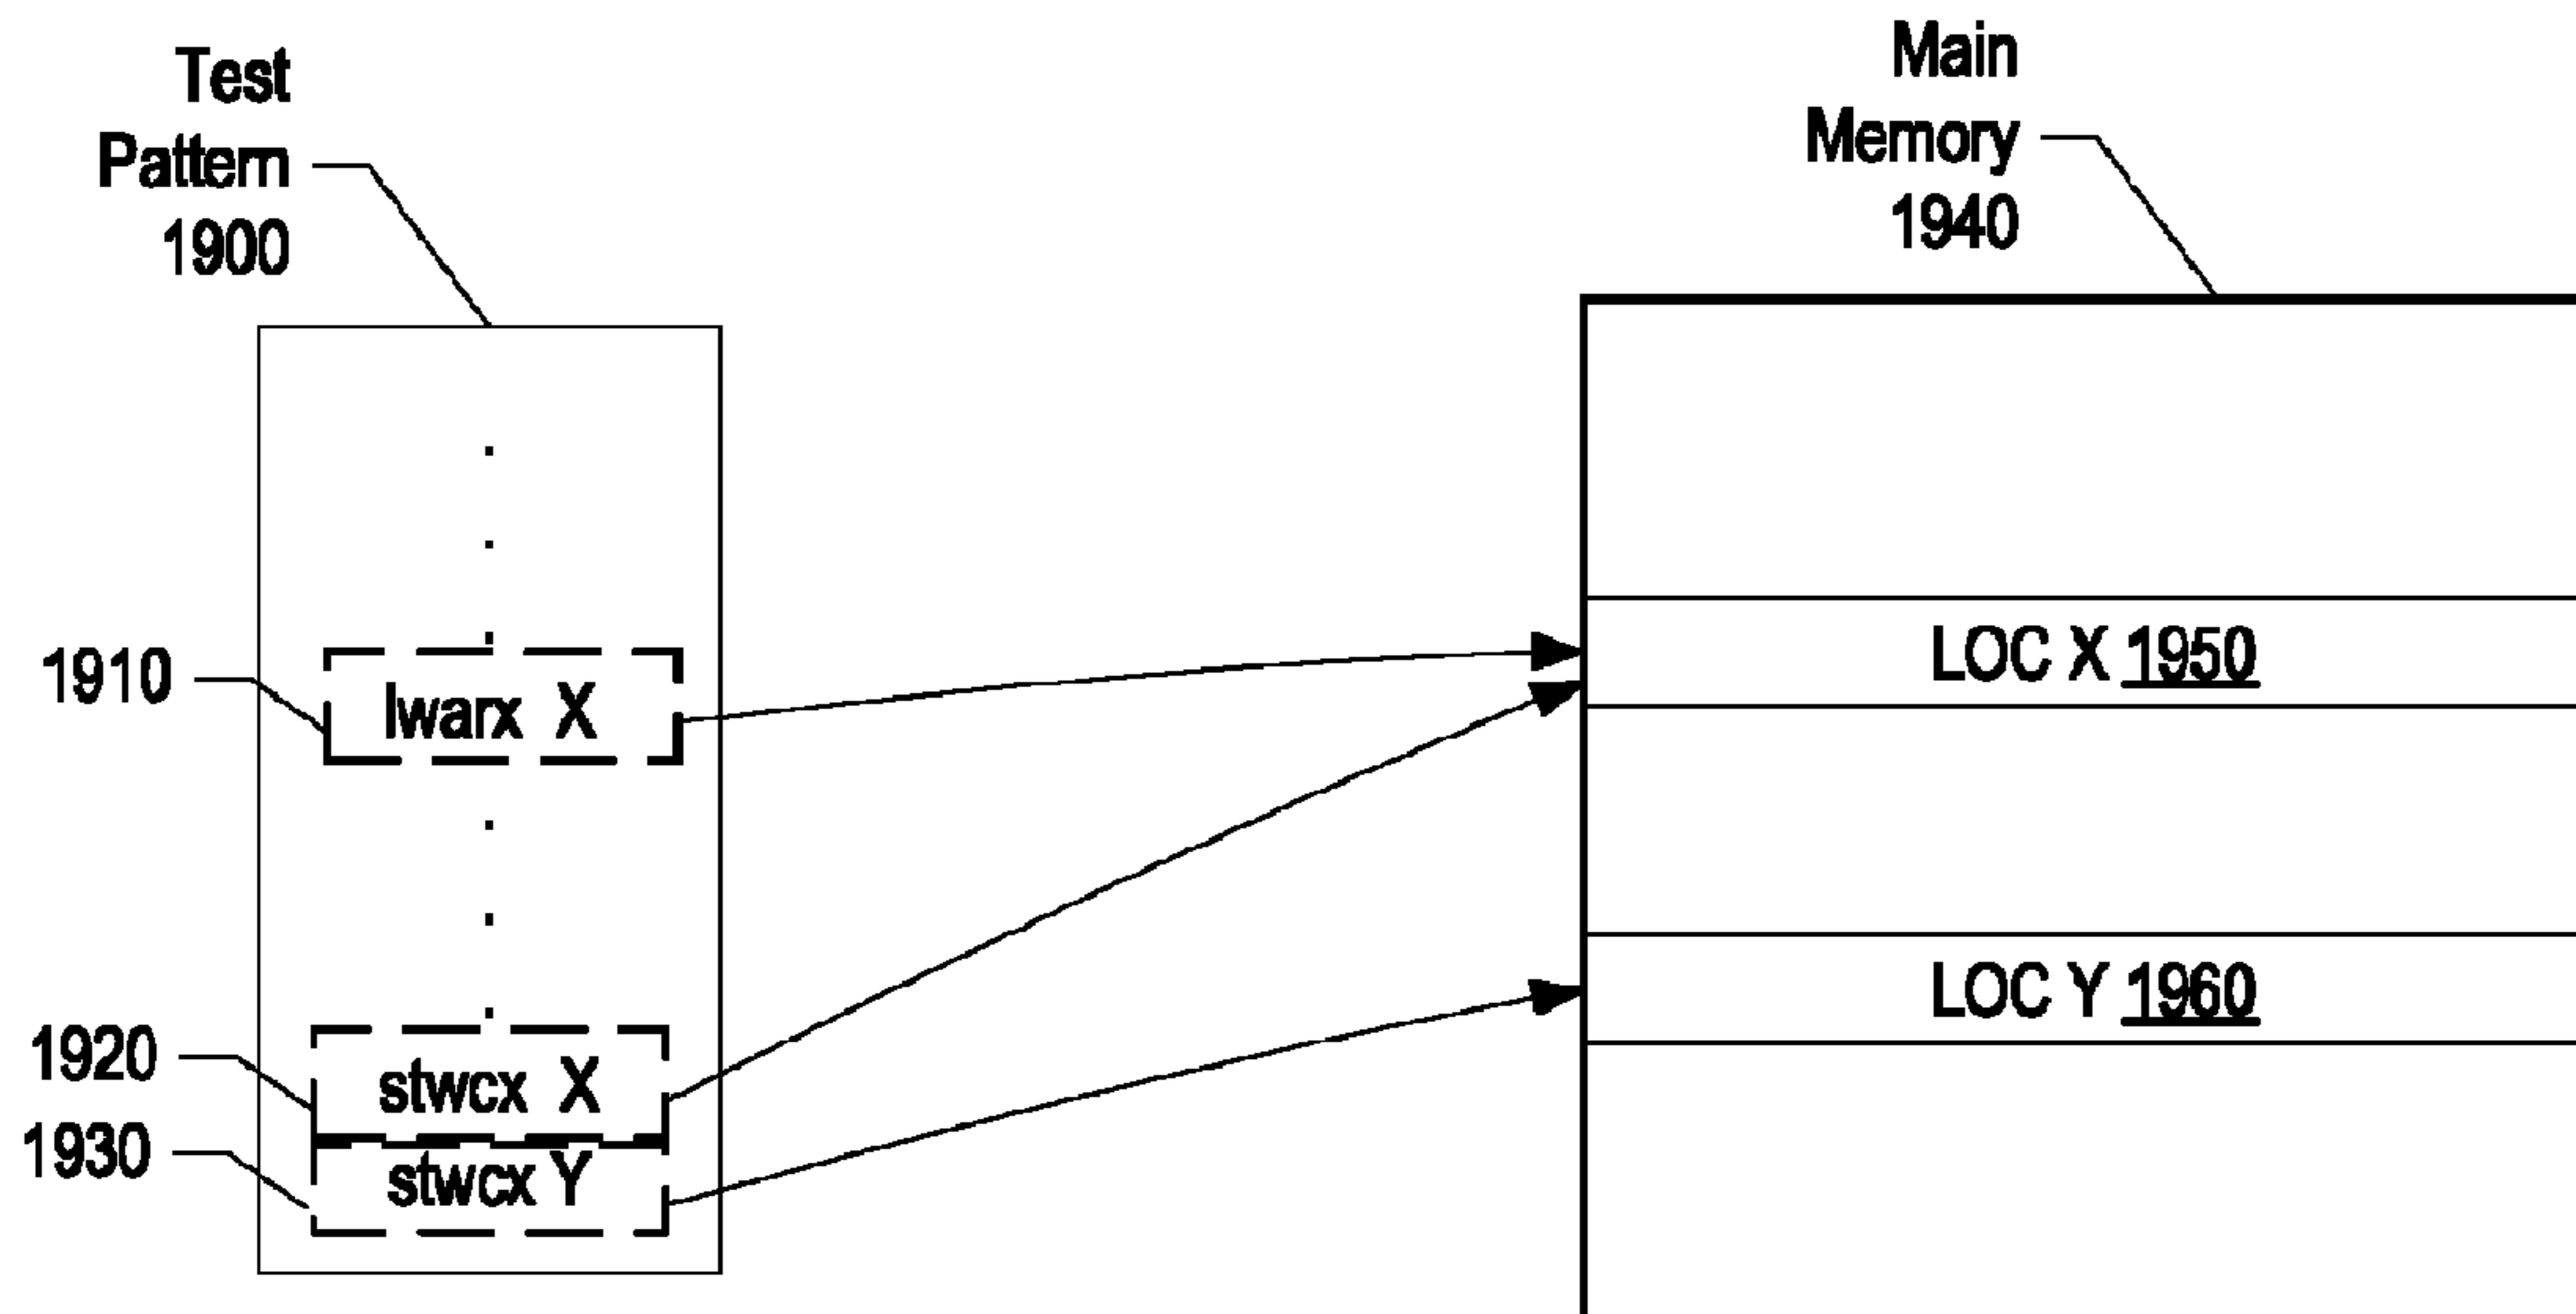 Test
Pattern
1900
Main
Memory
1940
1910
lwarx X
LOC X 1950
1920
stwcx X
1930
stwcx Y
LOC Y 1960